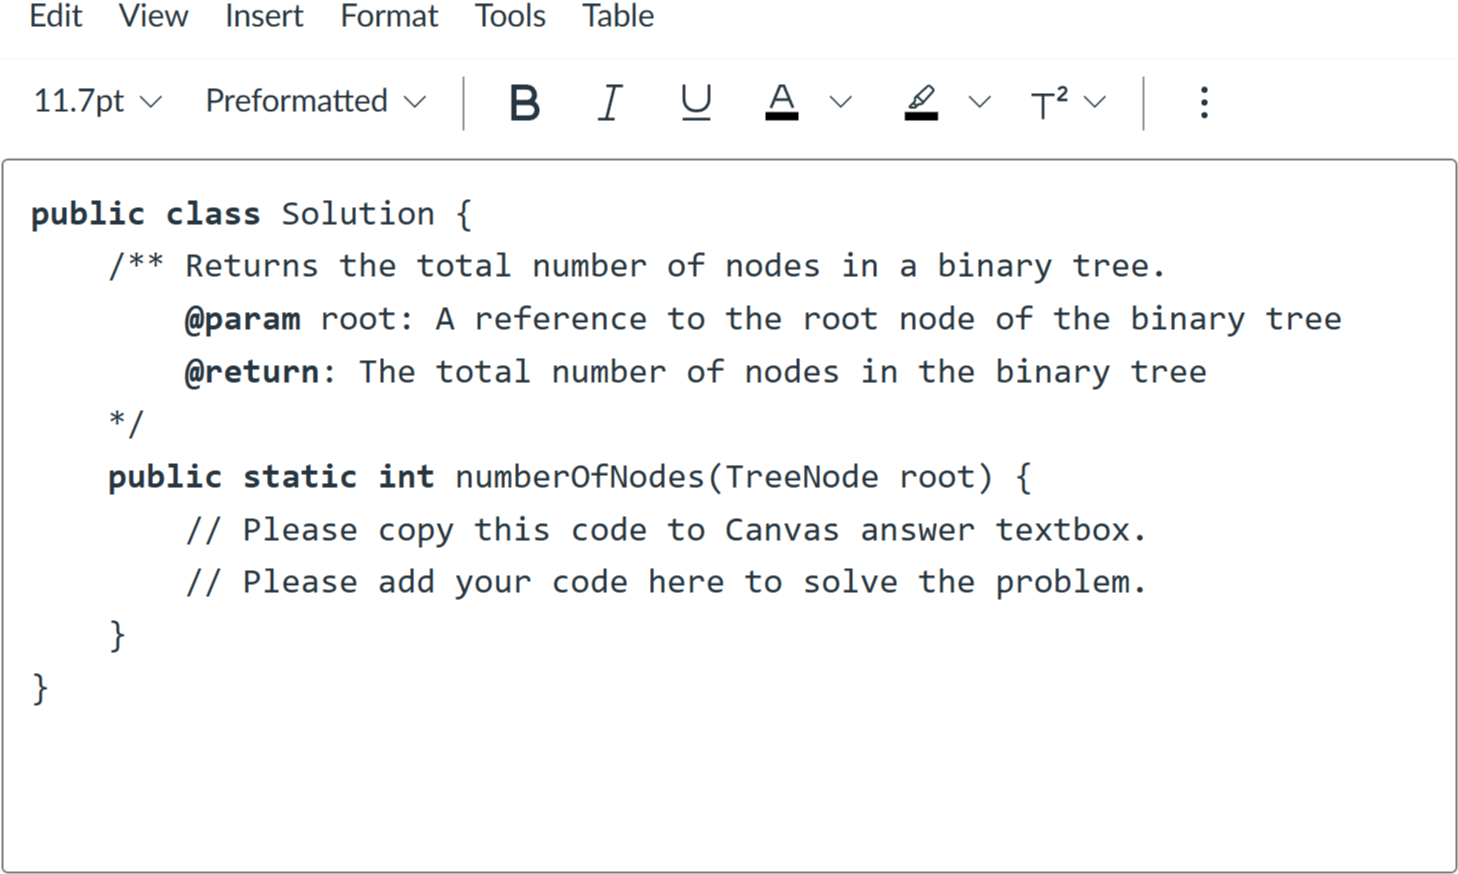 Edit View Insert Format Tools Table
11.7pt Prefermatted B I U A T²
public class Solution {
/** Returns the total number of nodes in a binary tree.
@param root: A reference to the root node of the binary tree
@return: The total number of nodes in the binary tree
*/
public static int numberOfNodes(TreeNode root) {
// Please copy this code to Canvas answer textbox.
// Please add your code here to solve the problem.
}
}